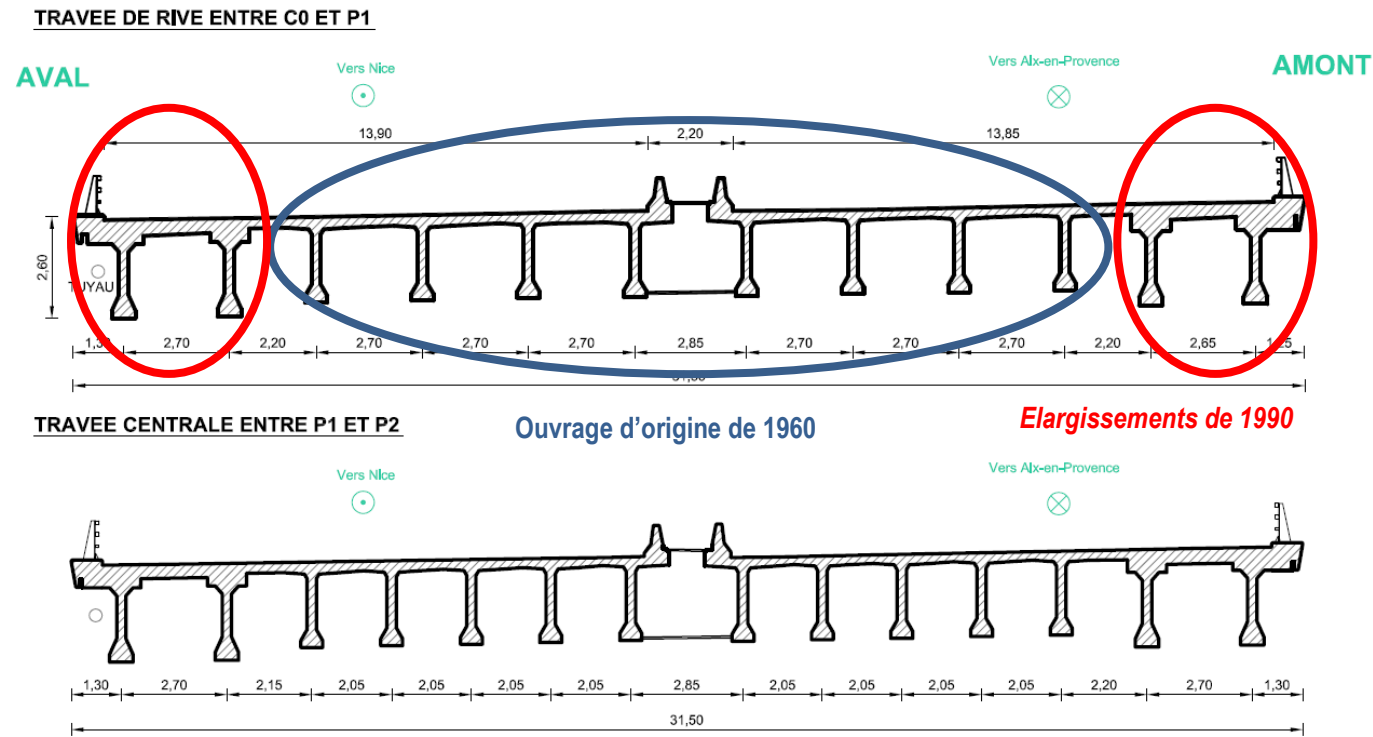 TRAVEE DE RIVE ENTRE C0 ET P1
AVAL
Vers Nice
Vers Aix-en-Provence
AMONT
13,90 2,20 13,85
2,60
TUYAU
1,30 2,70 2,20 2,70 2,70 2,70 2,85 2,70 2,70 2,70 2,20 2,65 1,25
TRAVEE CENTRALE ENTRE P1 ET P2
Ouvrage d'origine de 1960
Elargissements de 1990
Vers Nice
Vers Aix-en-Provence
1,30 2,70 2,15 2,05 2,05 2,05 2,05 2,85 2,05 2,05 2,05 2,05 2,20 2,70 1,30
31,50